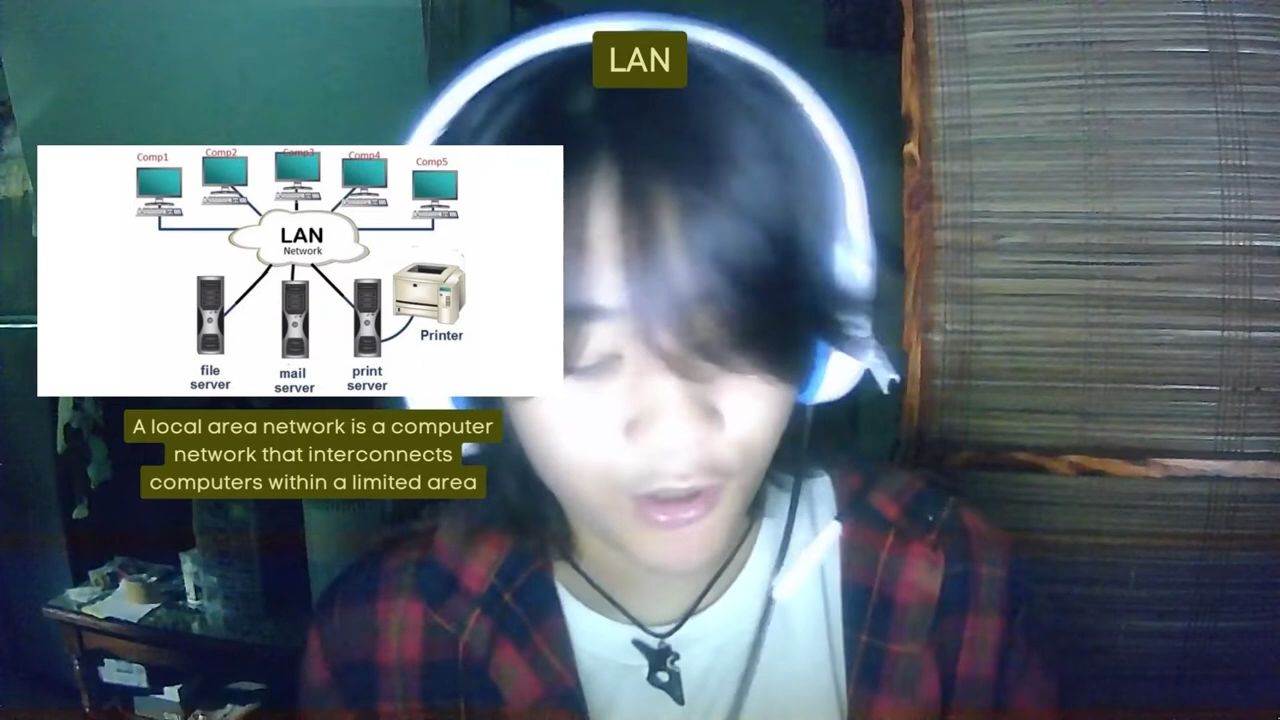 LAN
Comp1
Comp2
Comp3
Comp4
Comp5
LAN
Network
Printer
file
server
mail
server
print
server
A local area network is a computer
network that interconnects
computers within a limited area